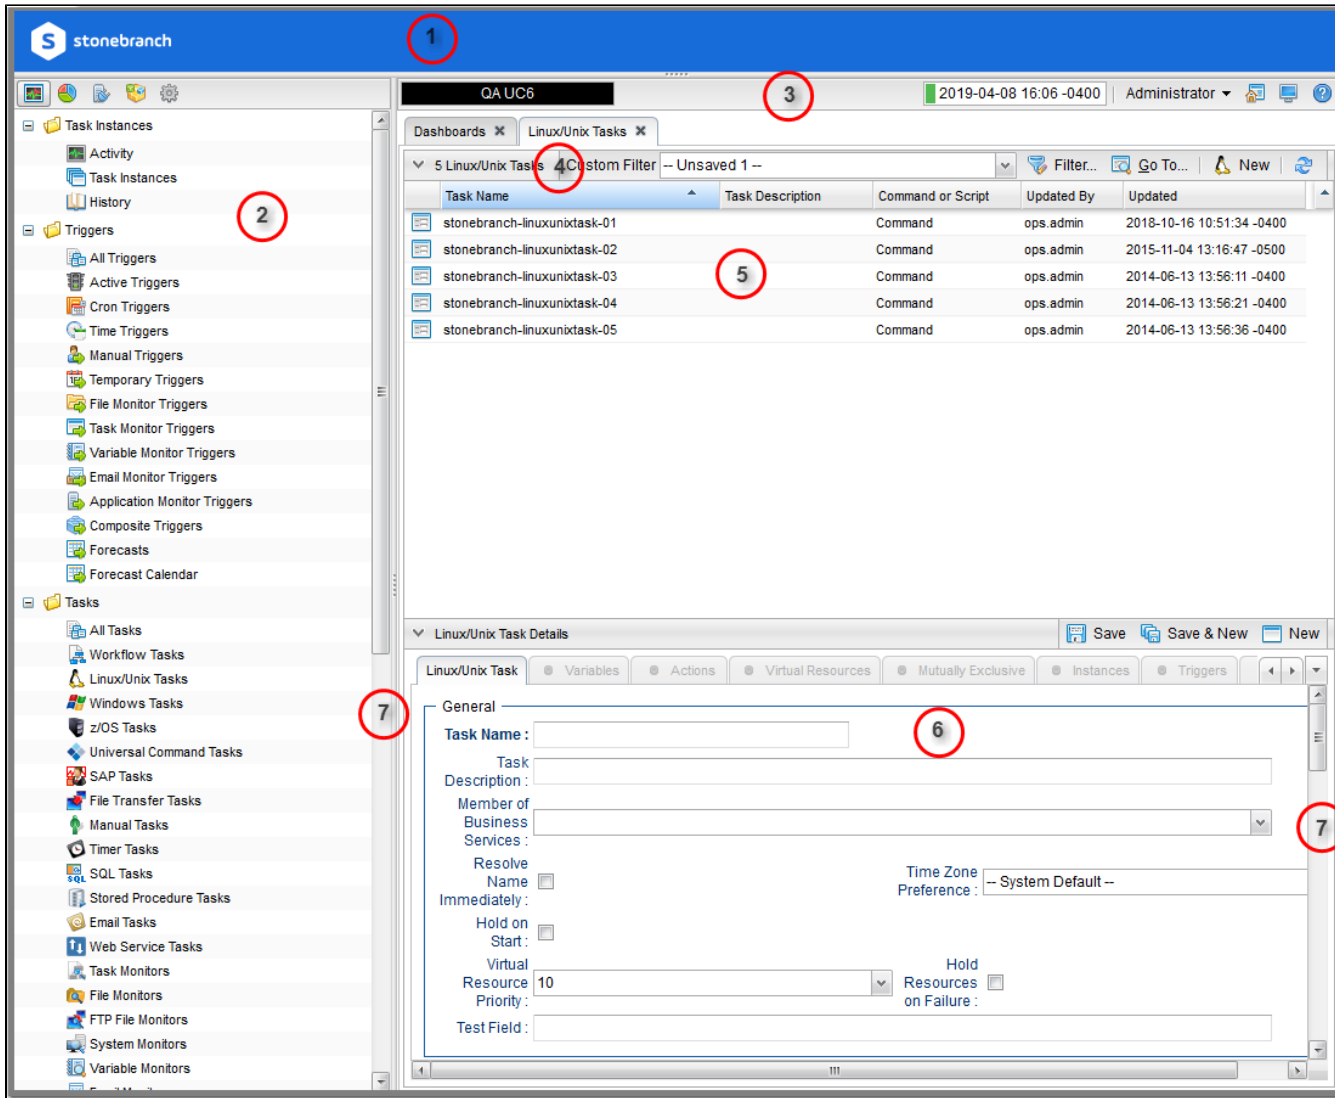 stonebranch
1
QA UC6
3
2019-04-08 16:06 -0400
Administrator
Task Instances
Activity
Task Instances
History
2
Triggers
All Triggers
Active Triggers
Cron Triggers
Time Triggers
Manual Triggers
Temporary Triggers
File Monitor Triggers
Task Monitor Triggers
Variable Monitor Triggers
Email Monitor Triggers
Application Monitor Triggers
Composite Triggers
Forecasts
Forecast Calendar
Tasks
All Tasks
Workflow Tasks
Linux/Unix Tasks
Windows Tasks
z/OS Tasks
Universal Command Tasks
SAP Tasks
File Transfer Tasks
Manual Tasks
Timer Tasks
SQL Tasks
Stored Procedure Tasks
Email Tasks
Web Service Tasks
Task Monitors
File Monitors
FTP File Monitors
System Monitors
Variable Monitors
7
Dashboards
Linux/Unix Tasks
5 Linux/Unix Tasks
4
Custom Filter
-- Unsaved 1 --
Filter...
Go To...
New
Task Name Task Description Command or Script Updated By Updated
stonebranch-linuxunixtask-01 Command ops.admin 2018-10-16 10:51:34 -0400
stonebranch-linuxunixtask-02 Command ops.admin 2015-11-04 13:16:47 -0500
stonebranch-linuxunixtask-03 Command ops.admin 2014-06-13 13:56:11 -0400
stonebranch-linuxunixtask-04 Command ops.admin 2014-06-13 13:56:21 -0400
stonebranch-linuxunixtask-05 Command ops.admin 2014-06-13 13:56:36 -0400
5
Linux/Unix Task Details
Save
Save & New
New
Linux/Unix Task
Variables
Actions
Virtual Resources
Mutually Exclusive
Instances
Triggers
General
6
Task Name :
Task
Description :
Member of
Business
Services :
7
Resolve
Name
Immediately :
Time Zone
Preference :
-- System Default --
Hold on
Start :
Virtual
Resource
Priority :
10
Hold
Resources
on Failure :
Test Field :